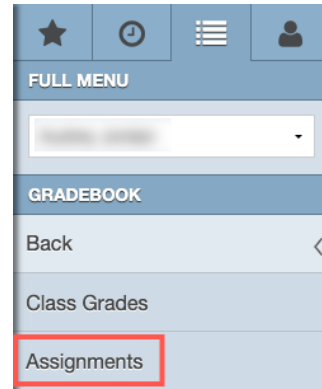 FULL MENU
GRADEBOOK
Back
Class Grades
Assignments